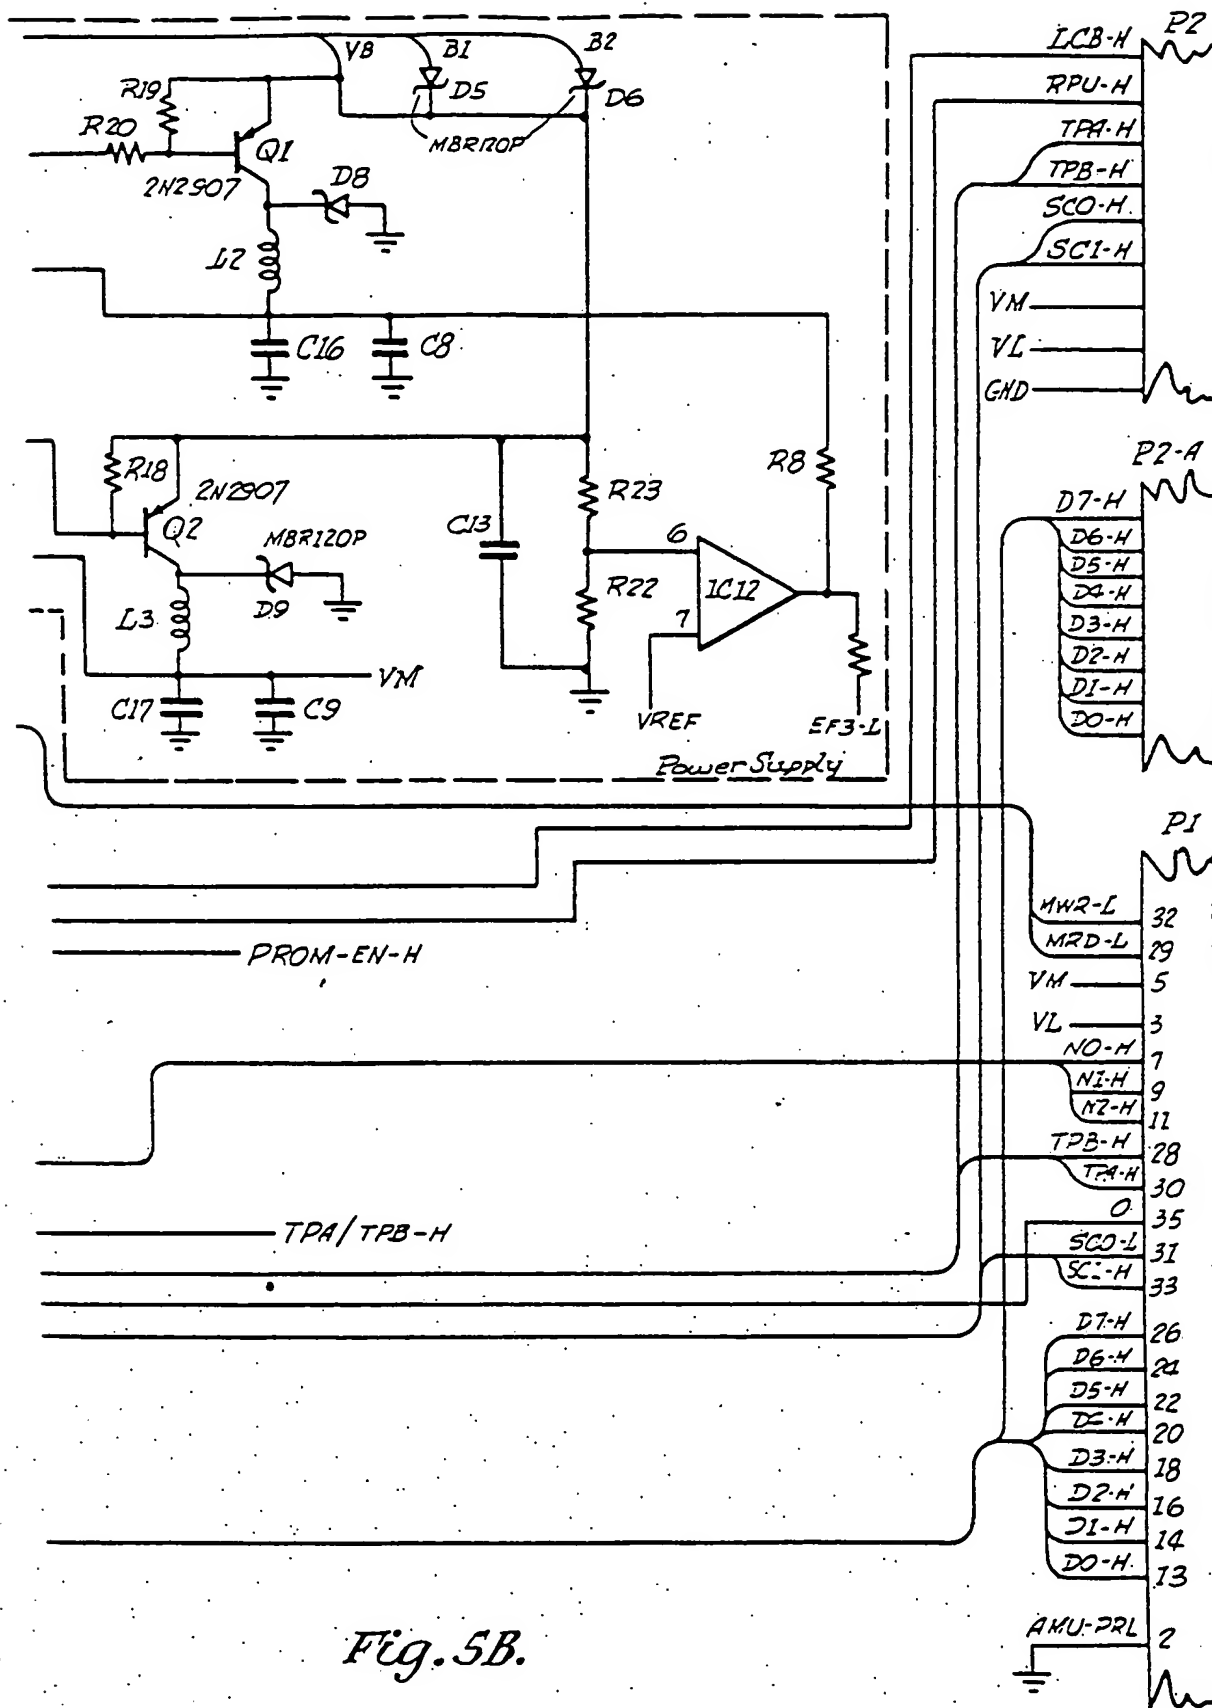 P2
LCB-H
RPU-H
TPA-H
TPB-H
SCO-H
SC1-H
VM
VL
GND
VB
B1
B2
R19
D5
D6
R20
MBR120P
Q1
2N2907
D8
L2
C16
C8
R18
2N2907
Q2
MBR120P
D9
L3
C13
R23
R22
R8
6
7
IC12
VM
C17
C9
VREF
EF3-L
Power Supply
P2-A
D7-H
D6-H
D5-H
D4-H
D3-H
D2-H
D1-H
D0-H
P1
MWR-L 32
MRD-L 29
VM 5
VL 3
NO-H 7
N1-H 9
N2-H 11
TPB-H 28
TPA-H 30
O 35
SCO-L 31
SC1-H 33
D7-H 26
D6-H 24
D5-H 22
D4-H 20
D3-H 18
D2-H 16
D1-H 14
D0-H 13
AMU-PRL 2
PROM-EN-H
TPA/TPB-H
Fig. 5B.